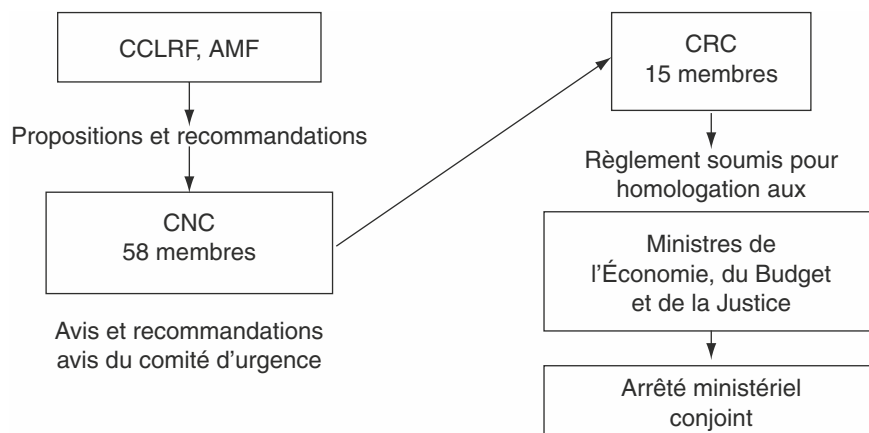 CCLRF, AMF
Propositions et recommandations
CNC
58 membres
Avis et recommandations
avis du comité d'urgence
CRC
15 membres
Règlement soumis pour
homologation aux
Ministres de
l'Économie, du Budget
et de la Justice
Arrêté ministériel
conjoint